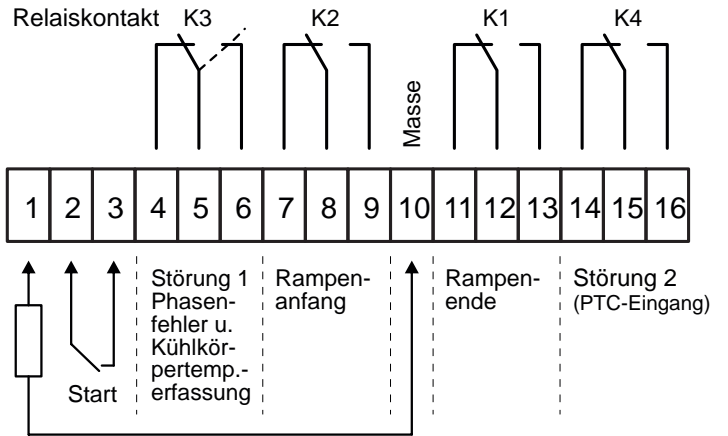 Relaiskontakt K3 K2 K1 K4
Masse
1 2 3 4 5 6 7 8 9 10 11 12 13 14 15 16
Störung 1
Phasen-
fehler u.
Kühlkör-
pertemp.-
erfassung
Rampen-
anfang
Rampen-
ende
Störung 2
(PTC-Eingang)
Start